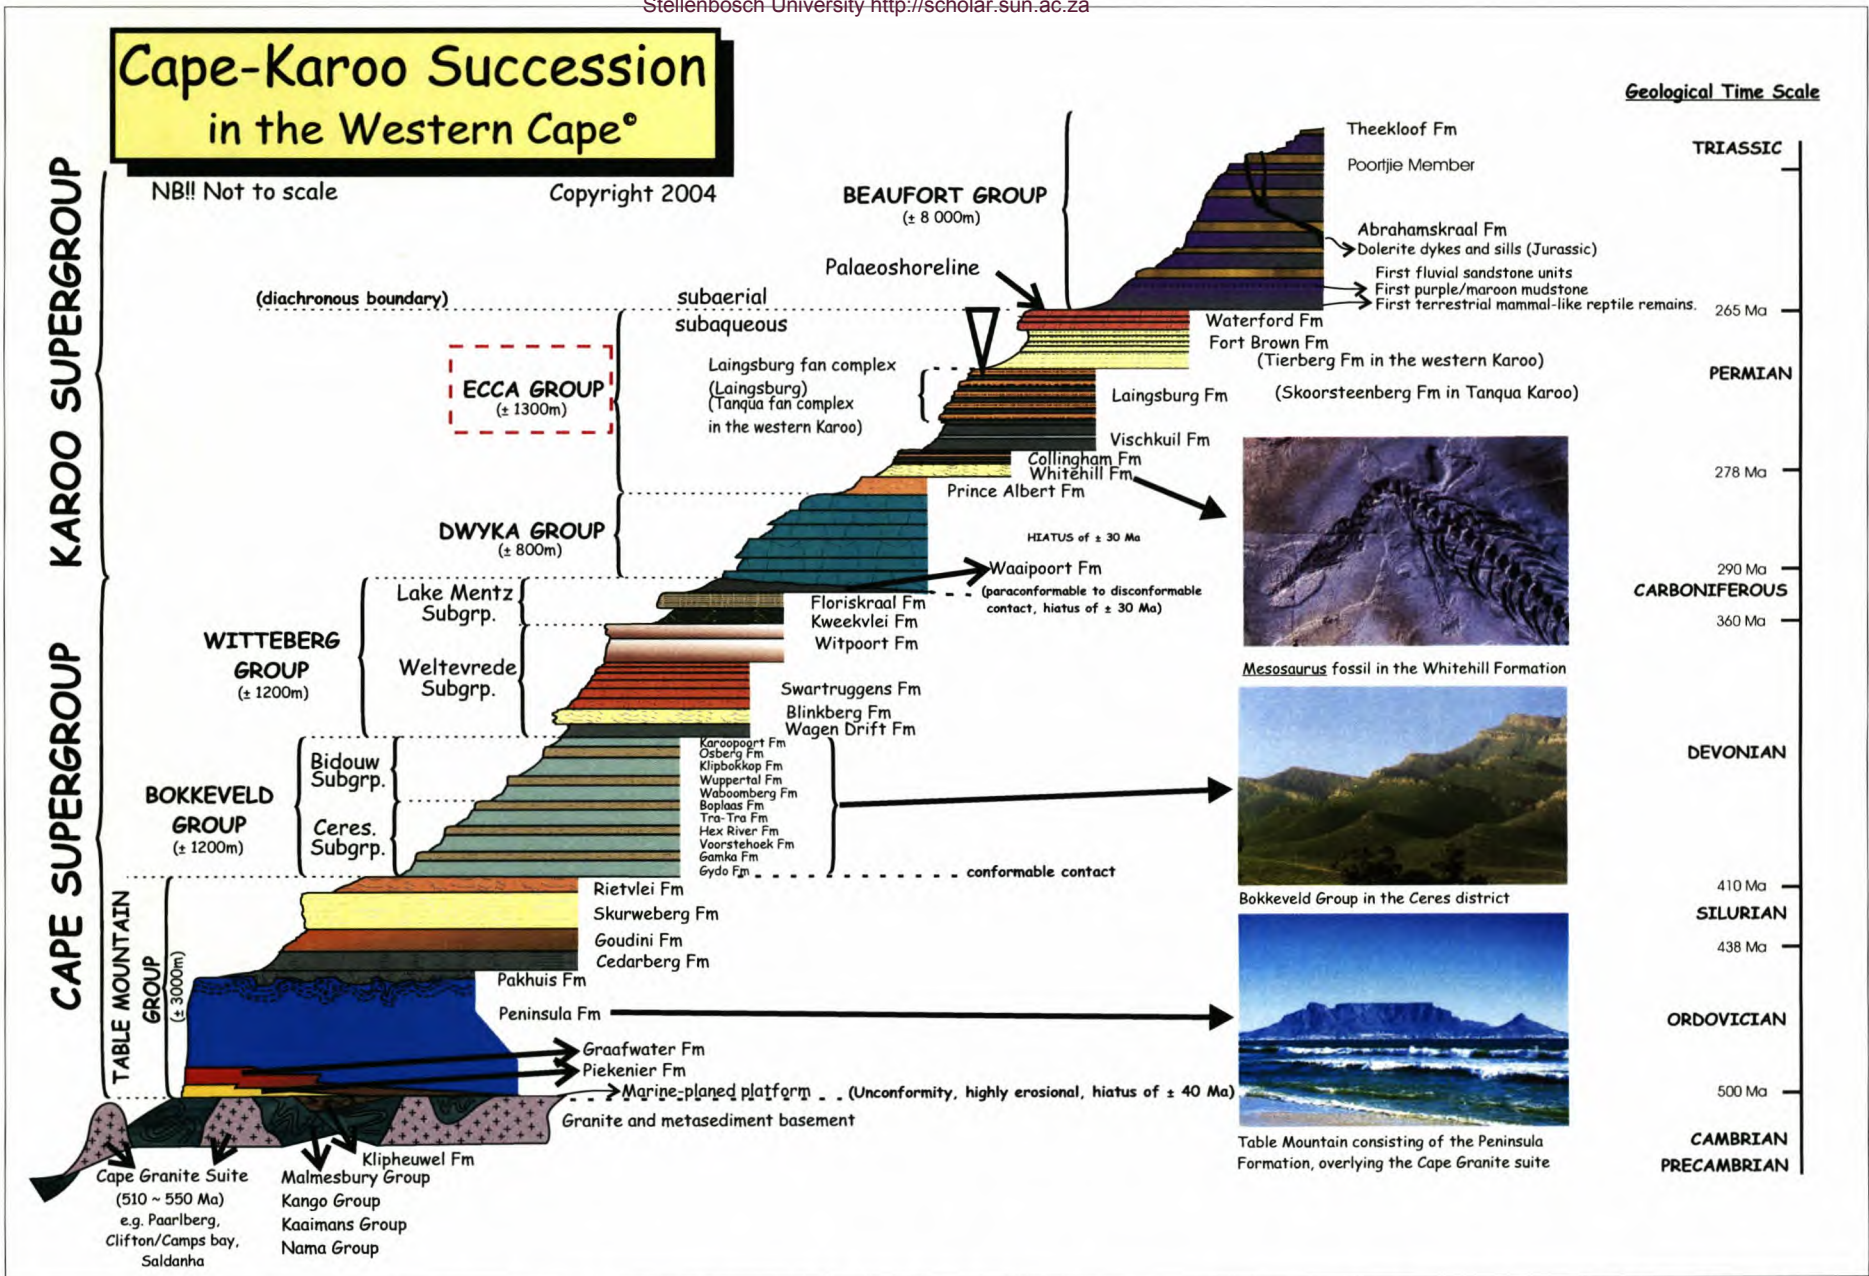 Stellenbosch University http://scholar.sun.ac.za
Cape-Karoo Succession
in the Western Cape©
NB!! Not to scale
Copyright 2004
Geological Time Scale
KAROO SUPERGROUP
CAPE SUPERGROUP
BEAUFORT GROUP
(± 8 000m)
Palaeoshoreline
(diachronous boundary)
subaerial
subaqueous
Theekloof Fm
Poortjie Member
Abrahamskraal Fm
Dolerite dykes and sills (Jurassic)
First fluvial sandstone units
First purple/maroon mudstone
First terrestrial mammal-like reptile remains.
ECCA GROUP
(± 1300m)
Laingsburg fan complex
(Laingsburg)
(Tanqua fan complex
in the western Karoo)
Waterford Fm
Fort Brown Fm
(Tierberg Fm in the western Karoo)
Laingsburg Fm
(Skoorsteenberg Fm in Tanqua Karoo)
Vischkuil Fm
Collingham Fm
Whitehill Fm
Prince Albert Fm
DWYKA GROUP
(± 800m)
HIATUS of ± 30 Ma
Waaipoort Fm
(paraconformable to disconformable
contact, hiatus of ± 30 Ma)
WITTEBERG
GROUP
(± 1200m)
Lake Mentz
Subgrp.
Weltevrede
Subgrp.
Floriskraal Fm
Kweekvlei Fm
Witpoort Fm
Swartruggens Fm
Blinkberg Fm
Wagen Drift Fm
BOKKEVELD
GROUP
(± 1200m)
Bidouw
Subgrp.
Ceres.
Subgrp.
Karoopoort Fm
Osberg Fm
Klipbokkop Fm
Wuppertal Fm
Waboomberg Fm
Boplaas Fm
Tra-Tra Fm
Hex River Fm
Voorstehoek Fm
Gamka Fm
Gydo Fm
conformable contact
TABLE MOUNTAIN
GROUP
(± 3000m)
Rietvlei Fm
Skurweberg Fm
Goudini Fm
Cedarberg Fm
Pakhuis Fm
Peninsula Fm
Graafwater Fm
Piekenier Fm
Marine-planed platform
(Unconformity, highly erosional, hiatus of ± 40 Ma)
Granite and metasediment basement
Klipheuwel Fm
Cape Granite Suite
(510 ~ 550 Ma)
e.g. Paarlberg,
Clifton/Camps bay,
Saldanha
Malmesbury Group
Kango Group
Kaaimans Group
Nama Group
Mesosaurus fossil in the Whitehill Formation
Bokkeveld Group in the Ceres district
Table Mountain consisting of the Peninsula
Formation, overlying the Cape Granite suite
TRIASSIC
265 Ma
PERMIAN
278 Ma
290 Ma
CARBONIFEROUS
360 Ma
DEVONIAN
410 Ma
SILURIAN
438 Ma
ORDOVICIAN
500 Ma
CAMBRIAN
PRECAMBRIAN